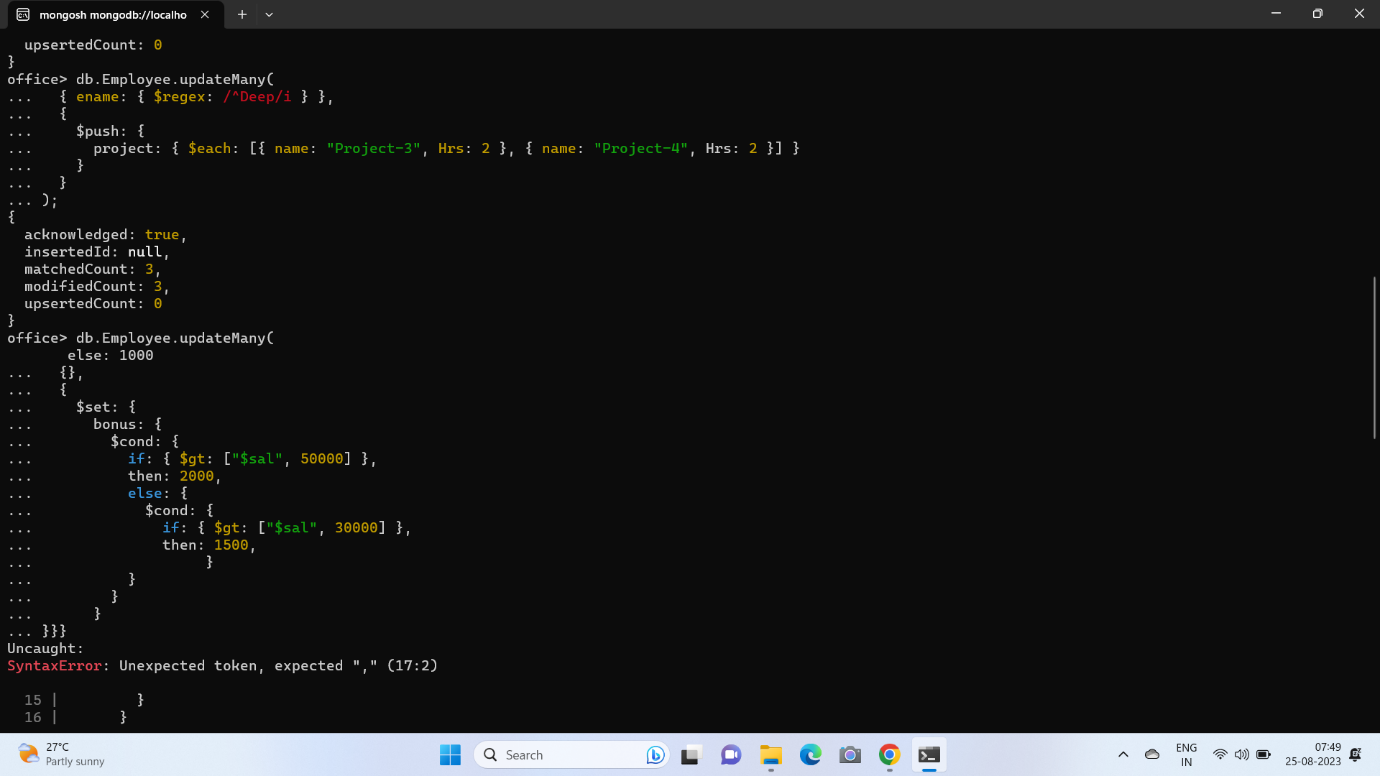 mongosh mongodb://localho
upsertedCount: 0
}
office> db.Employee.updateMany(
... { ename: { $regex: /^Deep/i } },
... {
... $push: {
... project: { $each: [{ name: "Project-3", Hrs: 2 }, { name: "Project-4", Hrs: 2 }] }
... }
... }
... );
{
acknowledged: true,
insertedId: null,
matchedCount: 3,
modifiedCount: 3,
upsertedCount: 0
}
office> db.Employee.updateMany(
else: 1000
... {},
... {
... $set: {
... bonus: {
... $cond: {
... if: { $gt: ["$sal", 50000] },
... then: 2000,
... else: {
... $cond: {
... if: { $gt: ["$sal", 30000] },
... then: 1500,
... }
... }
... }
... }
... }}}
Uncaught:
SyntaxError: Unexpected token, expected "," (17:2)
15 | }
16 | }
27°C
Partly sunny
Search
ENG
IN
07:49
25-08-2023